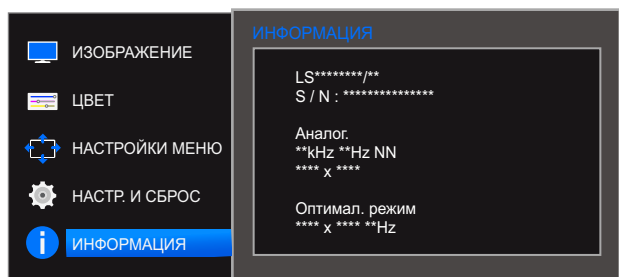 ИЗОБРАЖЕНИЕ
ЦВЕТ
НАСТРОЙКИ МЕНЮ
НАСТР. И СБРОС
ИНФОРМАЦИЯ
ИНФОРМАЦИЯ
LS********/**
S / N : ***************
Аналог.
**kHz **Hz NN
**** x ****
Оптимал. режим
**** x **** **Hz